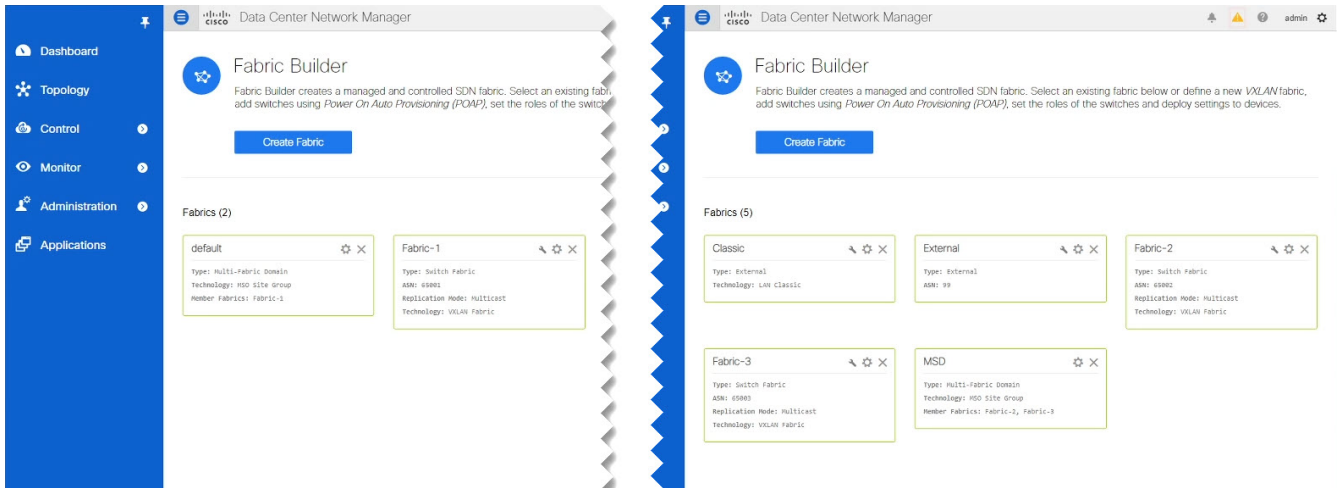 cisco Data Center Network Manager
Dashboard
Topology
Control
Monitor
Administration
Applications
Fabric Builder
Fabric Builder creates a managed and controlled SDN fabric. Select an existing
add switches using Power On Auto Provisioning (POAP), set the roles of the
Create Fabric
Fabrics (2)
default
Type: Multi-Fabric Domain
Technology: MSO Site Group
Member Fabrics: Fabric-1
Fabric-1
Type: Switch Fabric
ASN: 65001
Replication Mode: Multicast
Technology: VXLAN Fabric
cisco Data Center Network Manager
admin
Fabric Builder
Fabric Builder creates a managed and controlled SDN fabric. Select an existing fabric below or define a new VXLAN fabric,
add switches using Power On Auto Provisioning (POAP), set the roles of the switches and deploy settings to devices.
Create Fabric
Fabrics (5)
Classic
Type: External
Technology: LAN Classic
External
Type: External
ASN: 99
Fabric-2
Type: Switch Fabric
ASN: 65002
Replication Mode: Multicast
Technology: VXLAN Fabric
Fabric-3
Type: Switch Fabric
ASN: 65003
Replication Mode: Multicast
Technology: VXLAN Fabric
MSD
Type: Multi-Fabric Domain
Technology: MSO Site Group
Member Fabrics: Fabric-2, Fabric-3